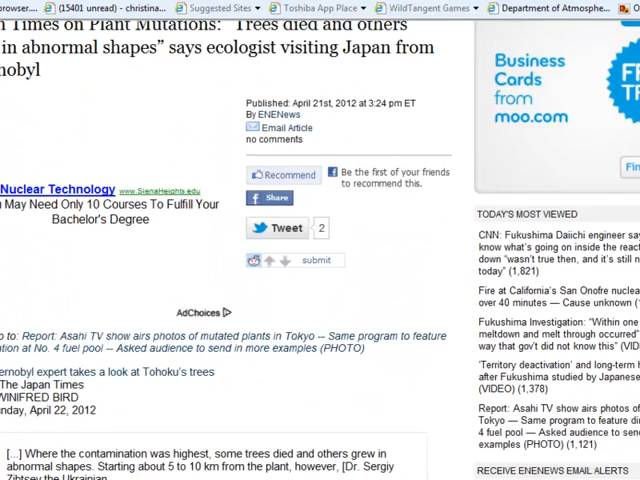 (15401 unread) - christina...
Suggested Sites
Toshiba App Place
WildTangent Games
Department of Atmosphe...
Times on Plant Mutations: “Trees died and others
in abnormal shapes” says ecologist visiting Japan from
Published: April 21st, 2012 at 3:24 pm ET
By ENENews
Email Article
no comments
Recommend
Be the first of your friends
to recommend this.
Share
Tweet 2
submit
Nuclear Technology www.SienaHeights.edu
May Need Only 10 Courses To Fulfill Your
Bachelor's Degree
AdChoices
to: Report: Asahi TV show airs photos of mutated plants in Tokyo -- Same program to feature
at No. 4 fuel pool -- Asked audience to send in more examples (PHOTO)
expert takes a look at Tohoku's trees
The Japan Times
WINIFRED BIRD
April 22, 2012
[...] Where the contamination was highest, some trees died and others grew in
abnormal shapes. Starting about 5 to 10 km from the plant, however, [Dr. Sergiy
Zibtsev the Ukrainian
Business
Cards
from
moo.com
TODAY'S MOST VIEWED
CNN: Fukushima Daiichi engineer
know what's going on inside the
down “wasn't true then, and it's still
today” (1,821)
Fire at California's San Onofre
over 40 minutes — Cause unknown
Fukushima Investigation: “Within one
meltdown and melt through occurred”
way that gov't did not know this”
'Territory deactivation' and long-term
after Fukushima studied by Japanese
(VIDEO) (1,378)
Report: Asahi TV show airs photos of
Tokyo — Same program to feature
4 fuel pool — Asked audience to send
examples (PHOTO) (1,121)
RECEIVE ENENEWS EMAIL ALERTS